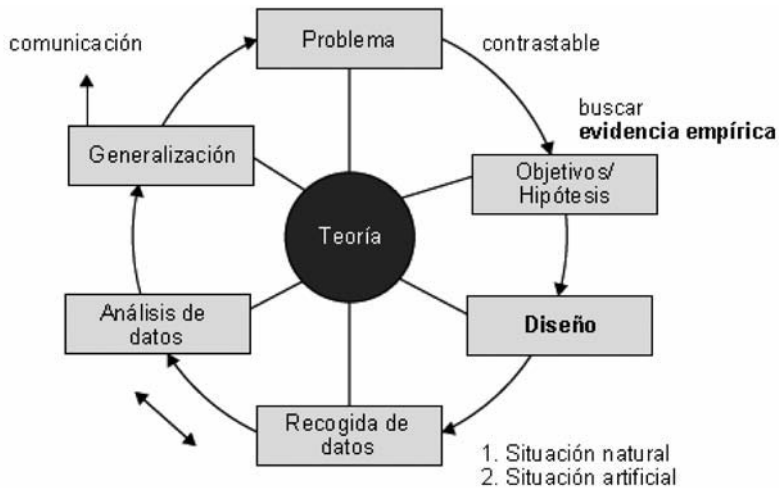 comunicación
Problema
contrastable
buscar
evidencia empírica
Generalización
Objetivos/
Hipótesis
Teoría
Análisis de
datos
Diseño
Recogida de
datos
1. Situación natural
2. Situación artificial